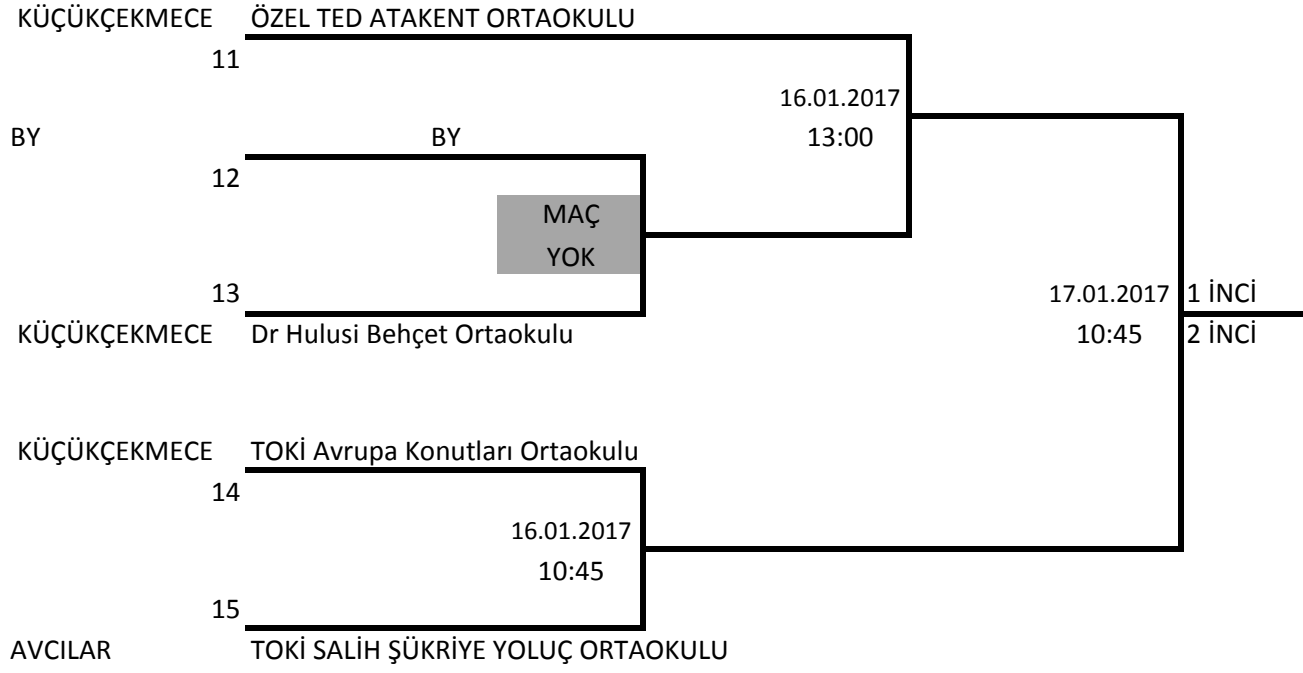 KÜÇÜKÇEKMECE ÖZEL TED ATAKENT ORTAOKULU
11
16.01.2017
BY BY 13:00
12
MAÇ
YOK
13 17.01.2017 1 İNCİ
KÜÇÜKÇEKMECE Dr Hulusi Behçet Ortaokulu 10:45 2 İNCİ
KÜÇÜKÇEKMECE TOKİ Avrupa Konutları Ortaokulu
14
16.01.2017
10:45
15
AVCILAR TOKİ SALİH ŞÜKRİYE YOLUÇ ORTAOKULU